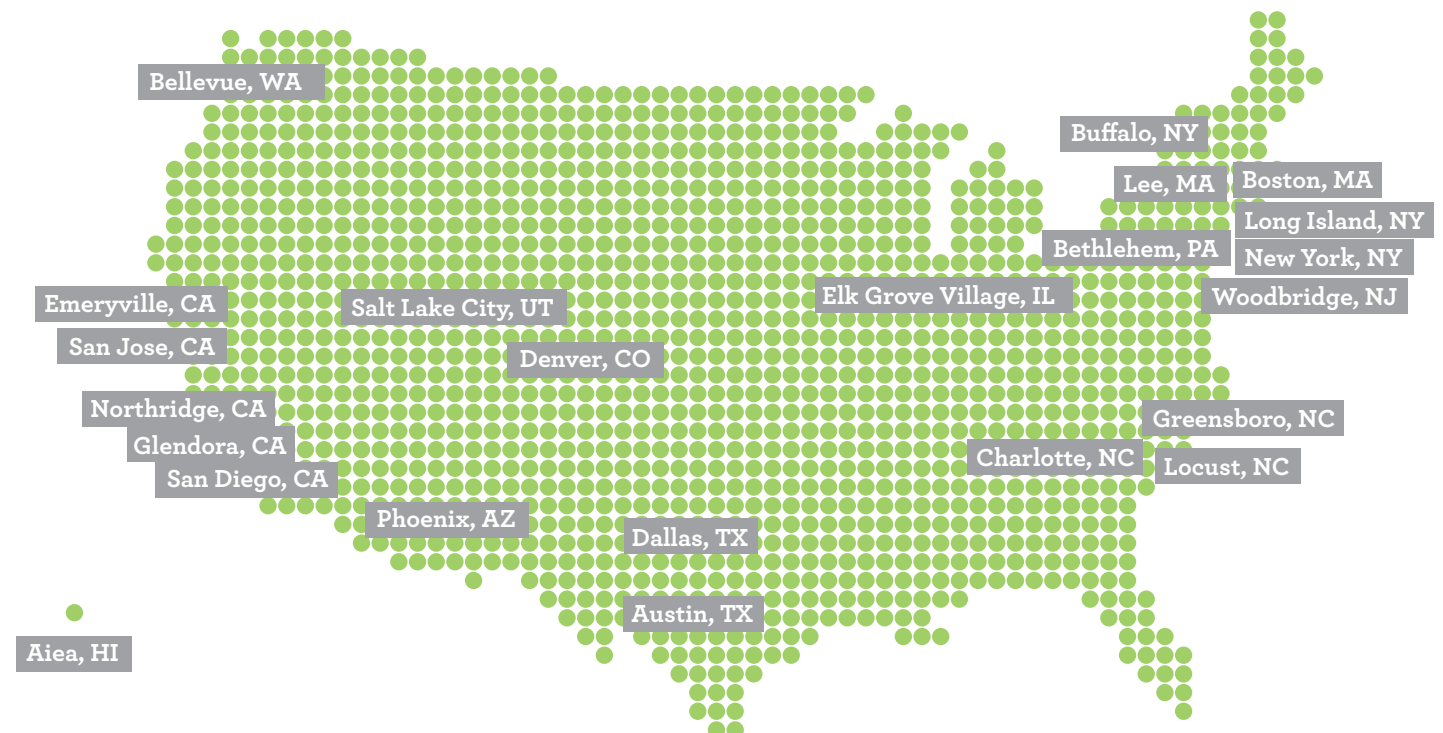 Bellevue, WA
Buffalo, NY
Lee, MA
Boston, MA
Long Island, NY
Bethlehem, PA
New York, NY
Emeryville, CA
Salt Lake City, UT
Elk Grove Village, IL
Woodbridge, NJ
San Jose, CA
Denver, CO
Northridge, CA
Greensboro, NC
Glendora, CA
Charlotte, NC
Locust, NC
San Diego, CA
Phoenix, AZ
Dallas, TX
Austin, TX
Aiea, HI